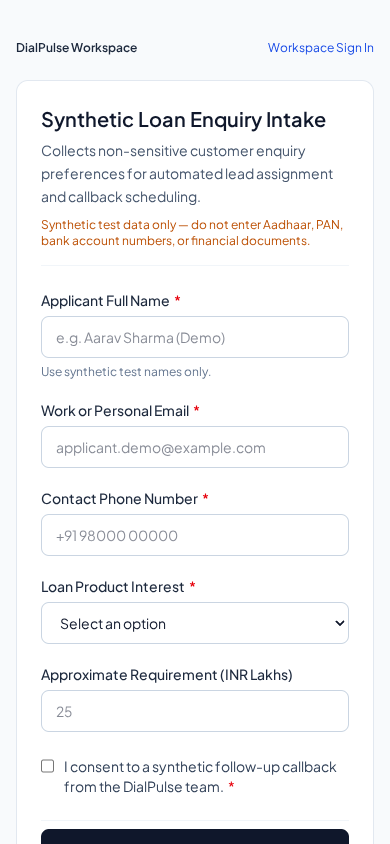 DialPulse Workspace
Workspace Sign In
Synthetic Loan Enquiry Intake
Collects non-sensitive customer enquiry
preferences for automated lead assignment
and callback scheduling.
Synthetic test data only — do not enter Aadhaar, PAN,
bank account numbers, or financial documents.
Applicant Full Name *
e.g. Aarav Sharma (Demo)
Use synthetic test names only.
Work or Personal Email *
applicant.demo@example.com
Contact Phone Number *
+91 98000 00000
Loan Product Interest *
Select an option
Approximate Requirement (INR Lakhs)
25
I consent to a synthetic follow-up callback
from the DialPulse team. *